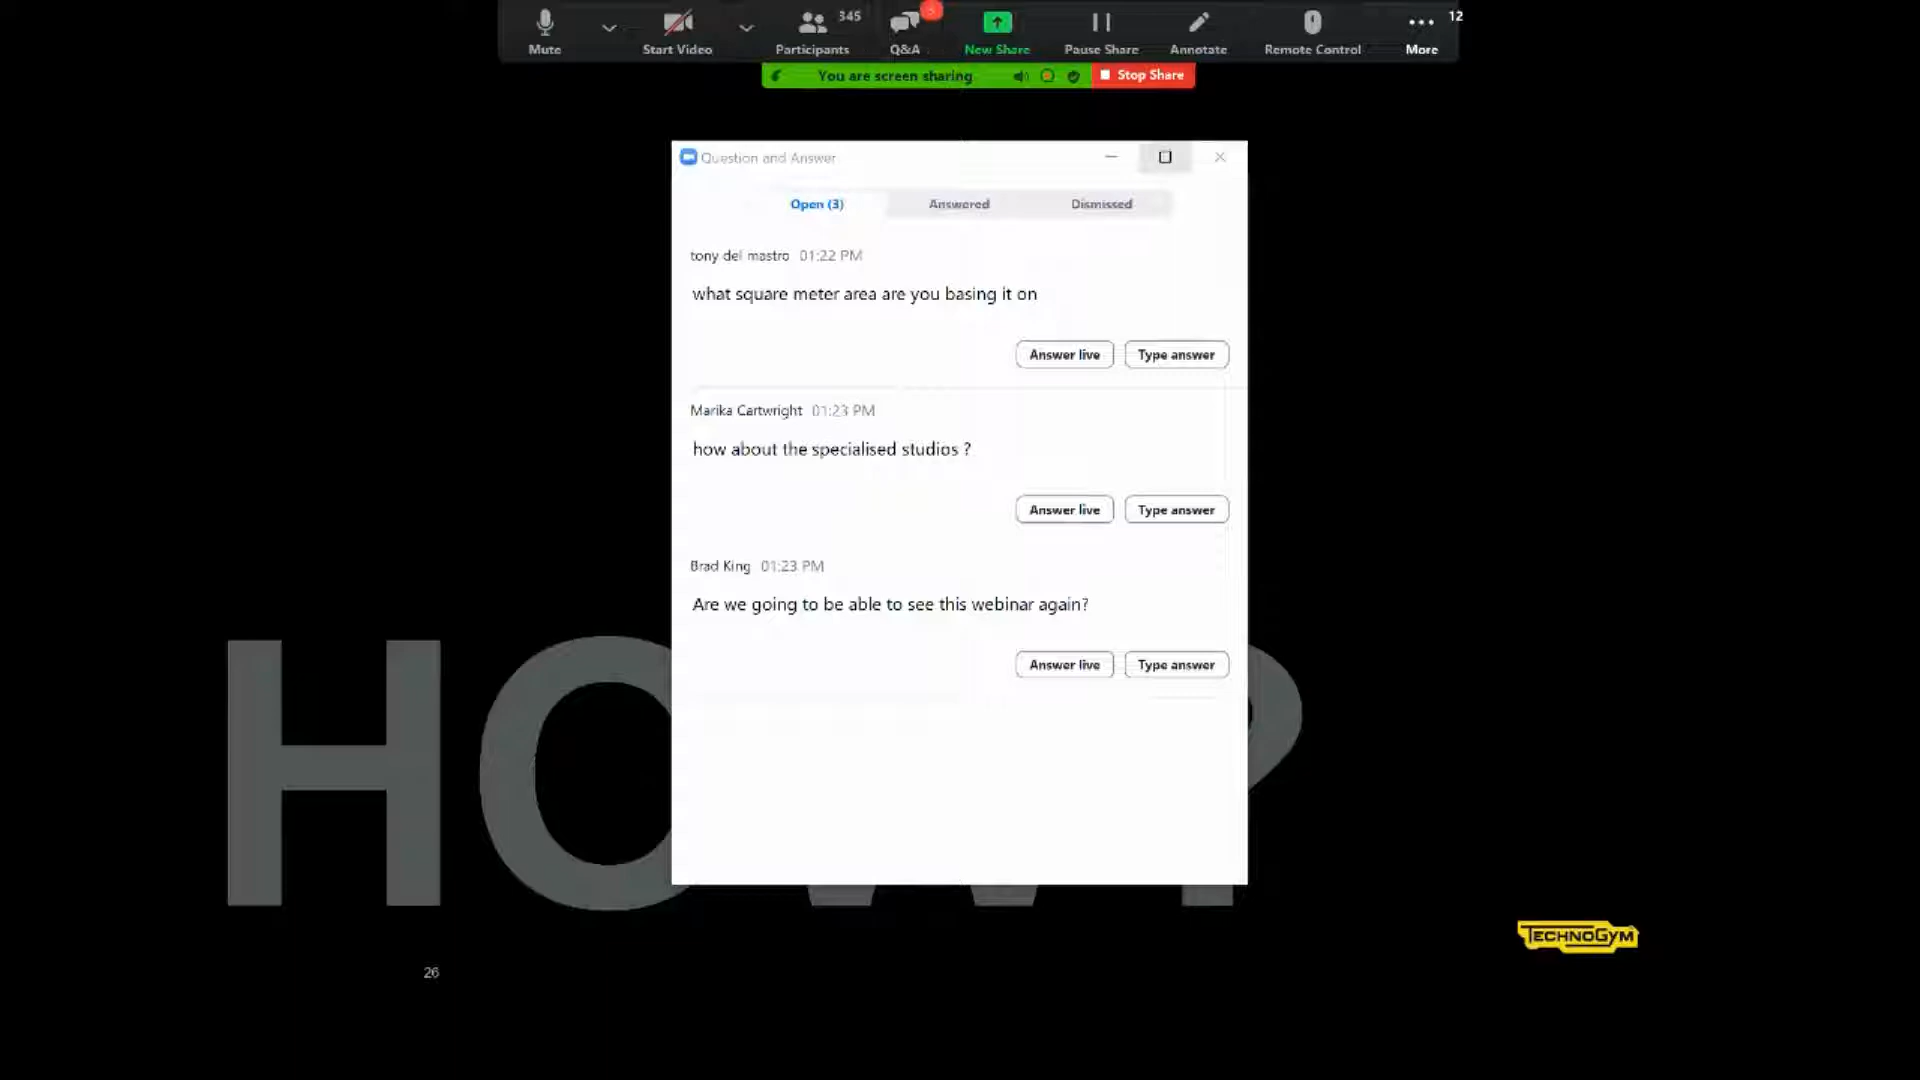 345
12
Mute
Start Video
Participants
Q&A
New Share
Pause Share
Annotate
Remote Control
More
You are screen sharing
Stop Share
Question and Answer
Open (3)
Answered
Dismissed
tony del mastro 01:22 PM
what square meter area are you basing it on
Answer live
Type answer
Marika Cartwright 01:23 PM
how about the specialised studios ?
Answer live
Type answer
Brad King 01:23 PM
Are we going to be able to see this webinar again?
Answer live
Type answer
TECHNOGYM
26